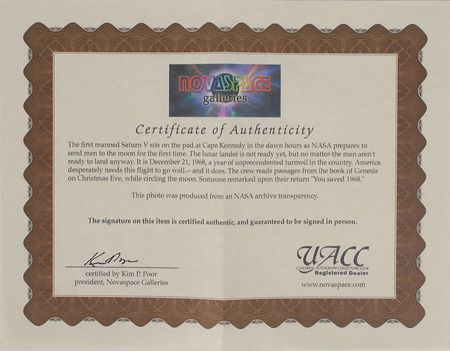 NOVASPACE
galleries
Certificate of Authenticity
The first manned Saturn V sits on the pad at Cape Kennedy in the dawn hours as NASA prepares to
send men to the moon for the first time. The lunar lander is not ready yet, but no matter-the men aren't
ready to land anyway. It is December 21, 1968, a year of unprecendented turmoil in the country. America
desperately needs this flight to go well.-- and it does. The crew reads passages from the book of Genesis
on Christmas Eve, while circling the moon. Someone remarked upon their return "You saved 1968."
This photo was produced from an NASA archive transparency.
The signature on this item is certified authentic, and guaranteed to be signed in person.
certified by Kim P. Poor
president, Novaspace Galleries
UACC
UNIVERSAL AUTOGRAPH COLLECTORS CLUB
Registered Dealer
www.novaspace.com